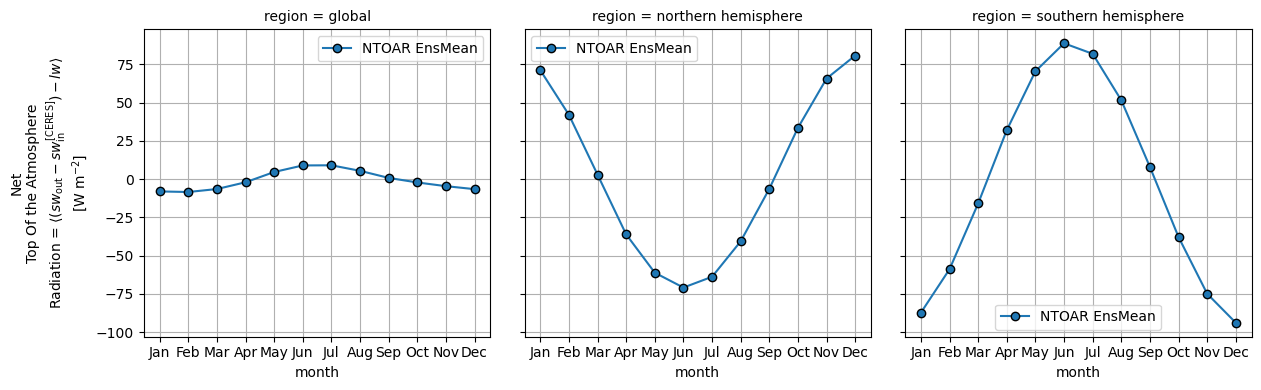 region = global
region = northern hemisphere
region = southern hemisphere
Net
Top Of the Atmosphere
Radiation = ⟨(sw_out − sw_in^[CERES]) − lw⟩
[W m⁻²]
75
50
25
0
−25
−50
−75
−100
NTOAR EnsMean
NTOAR EnsMean
NTOAR EnsMean
Jan Feb Mar Apr May Jun Jul Aug Sep Oct Nov Dec
month
Jan Feb Mar Apr May Jun Jul Aug Sep Oct Nov Dec
month
Jan Feb Mar Apr May Jun Jul Aug Sep Oct Nov Dec
month